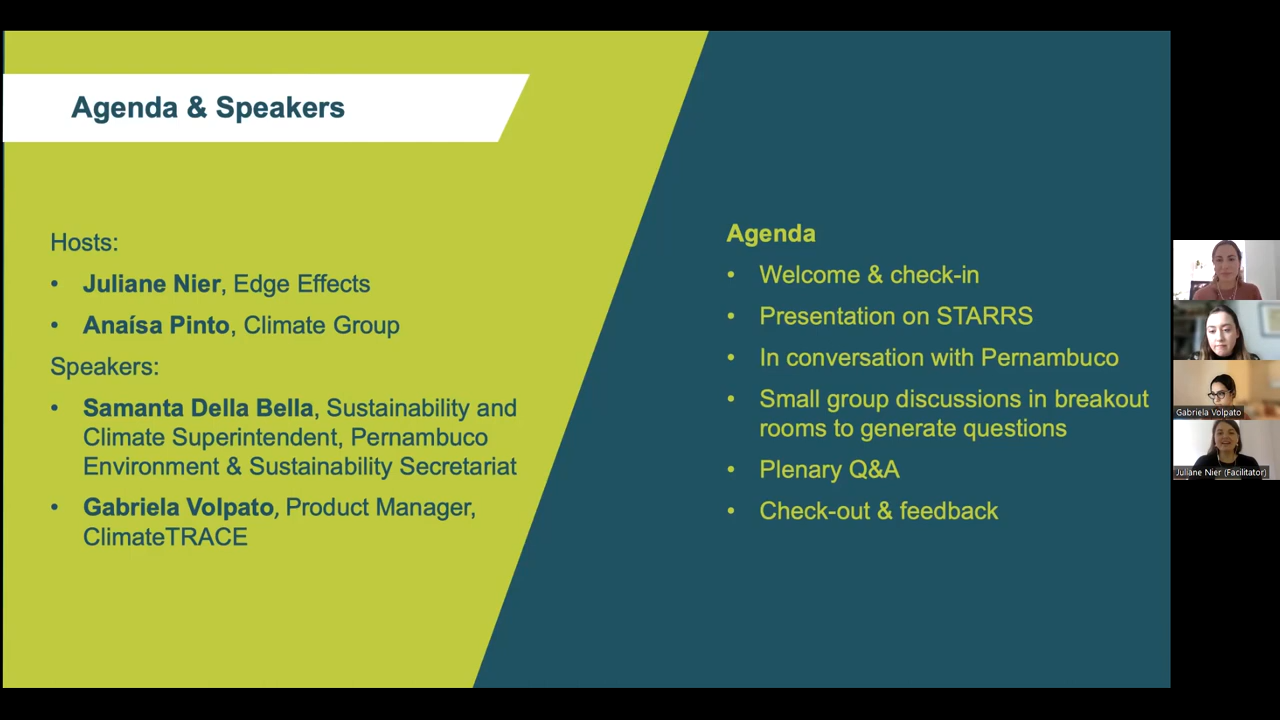 Agenda & Speakers
Hosts:
• Juliane Nier, Edge Effects
• Anaísa Pinto, Climate Group
Speakers:
• Samanta Della Bella, Sustainability and
Climate Superintendent, Pernambuco
Environment & Sustainability Secretariat
• Gabriela Volpato, Product Manager,
ClimateTRACE
Agenda
• Welcome & check-in
• Presentation on STARRS
• In conversation with Pernambuco
• Small group discussions in breakout
rooms to generate questions
• Plenary Q&A
• Check-out & feedback
Gabriela Volpato
Juliane Nier (Facilitator)